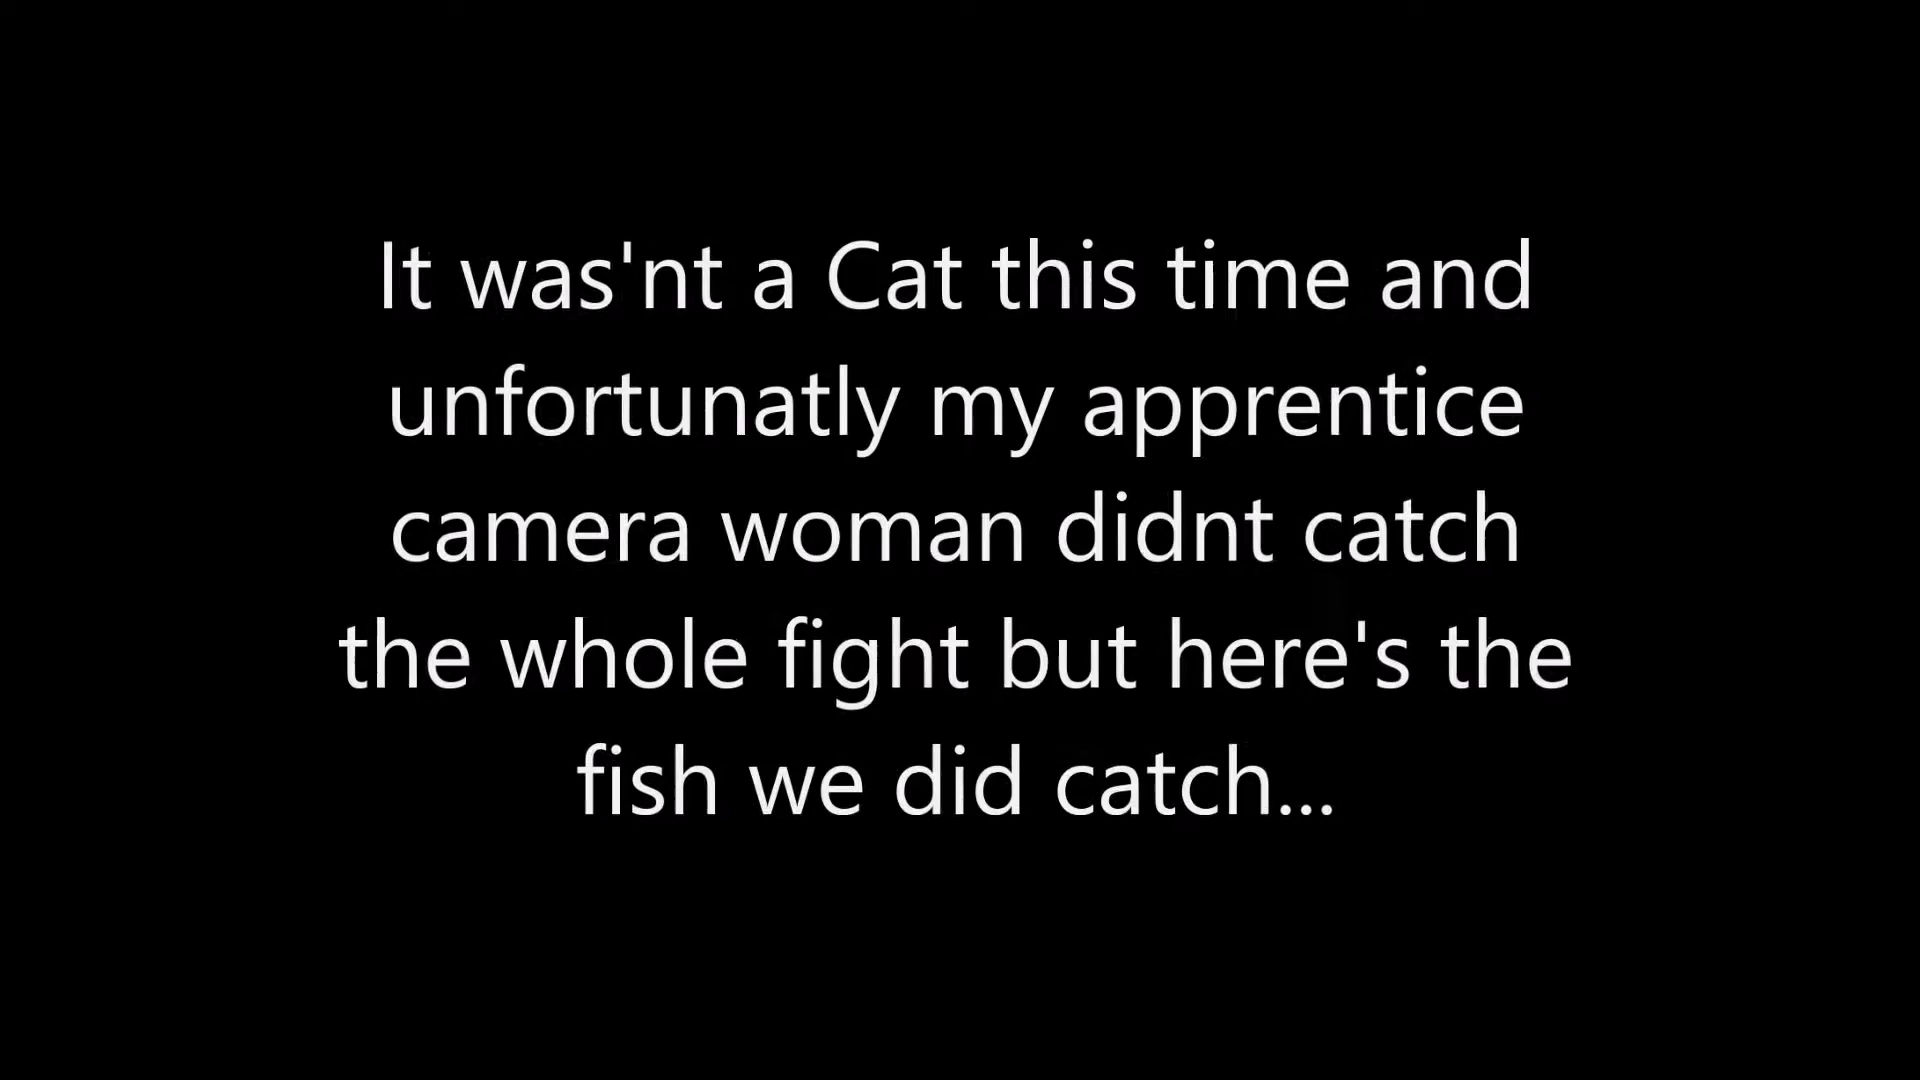 It was'nt a Cat this time and
unfortunatly my apprentice
camera woman didnt catch
the whole fight but here's the
fish we did catch...